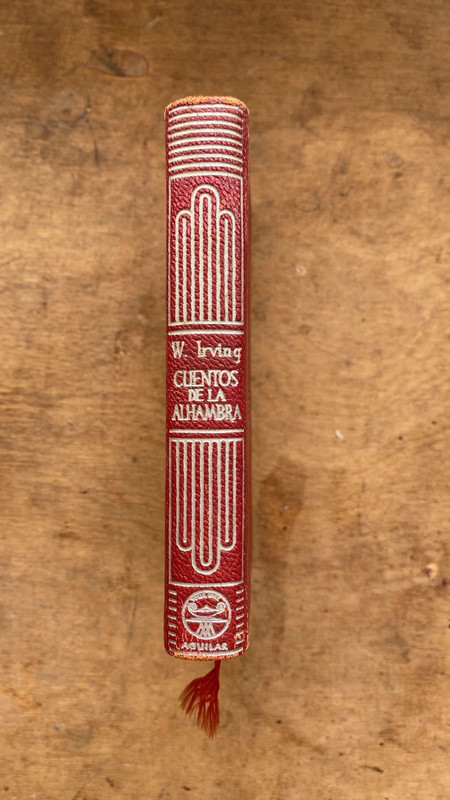 W. Irving
CUENTOS
DE LA
ALHAMBRA
AGUILAR